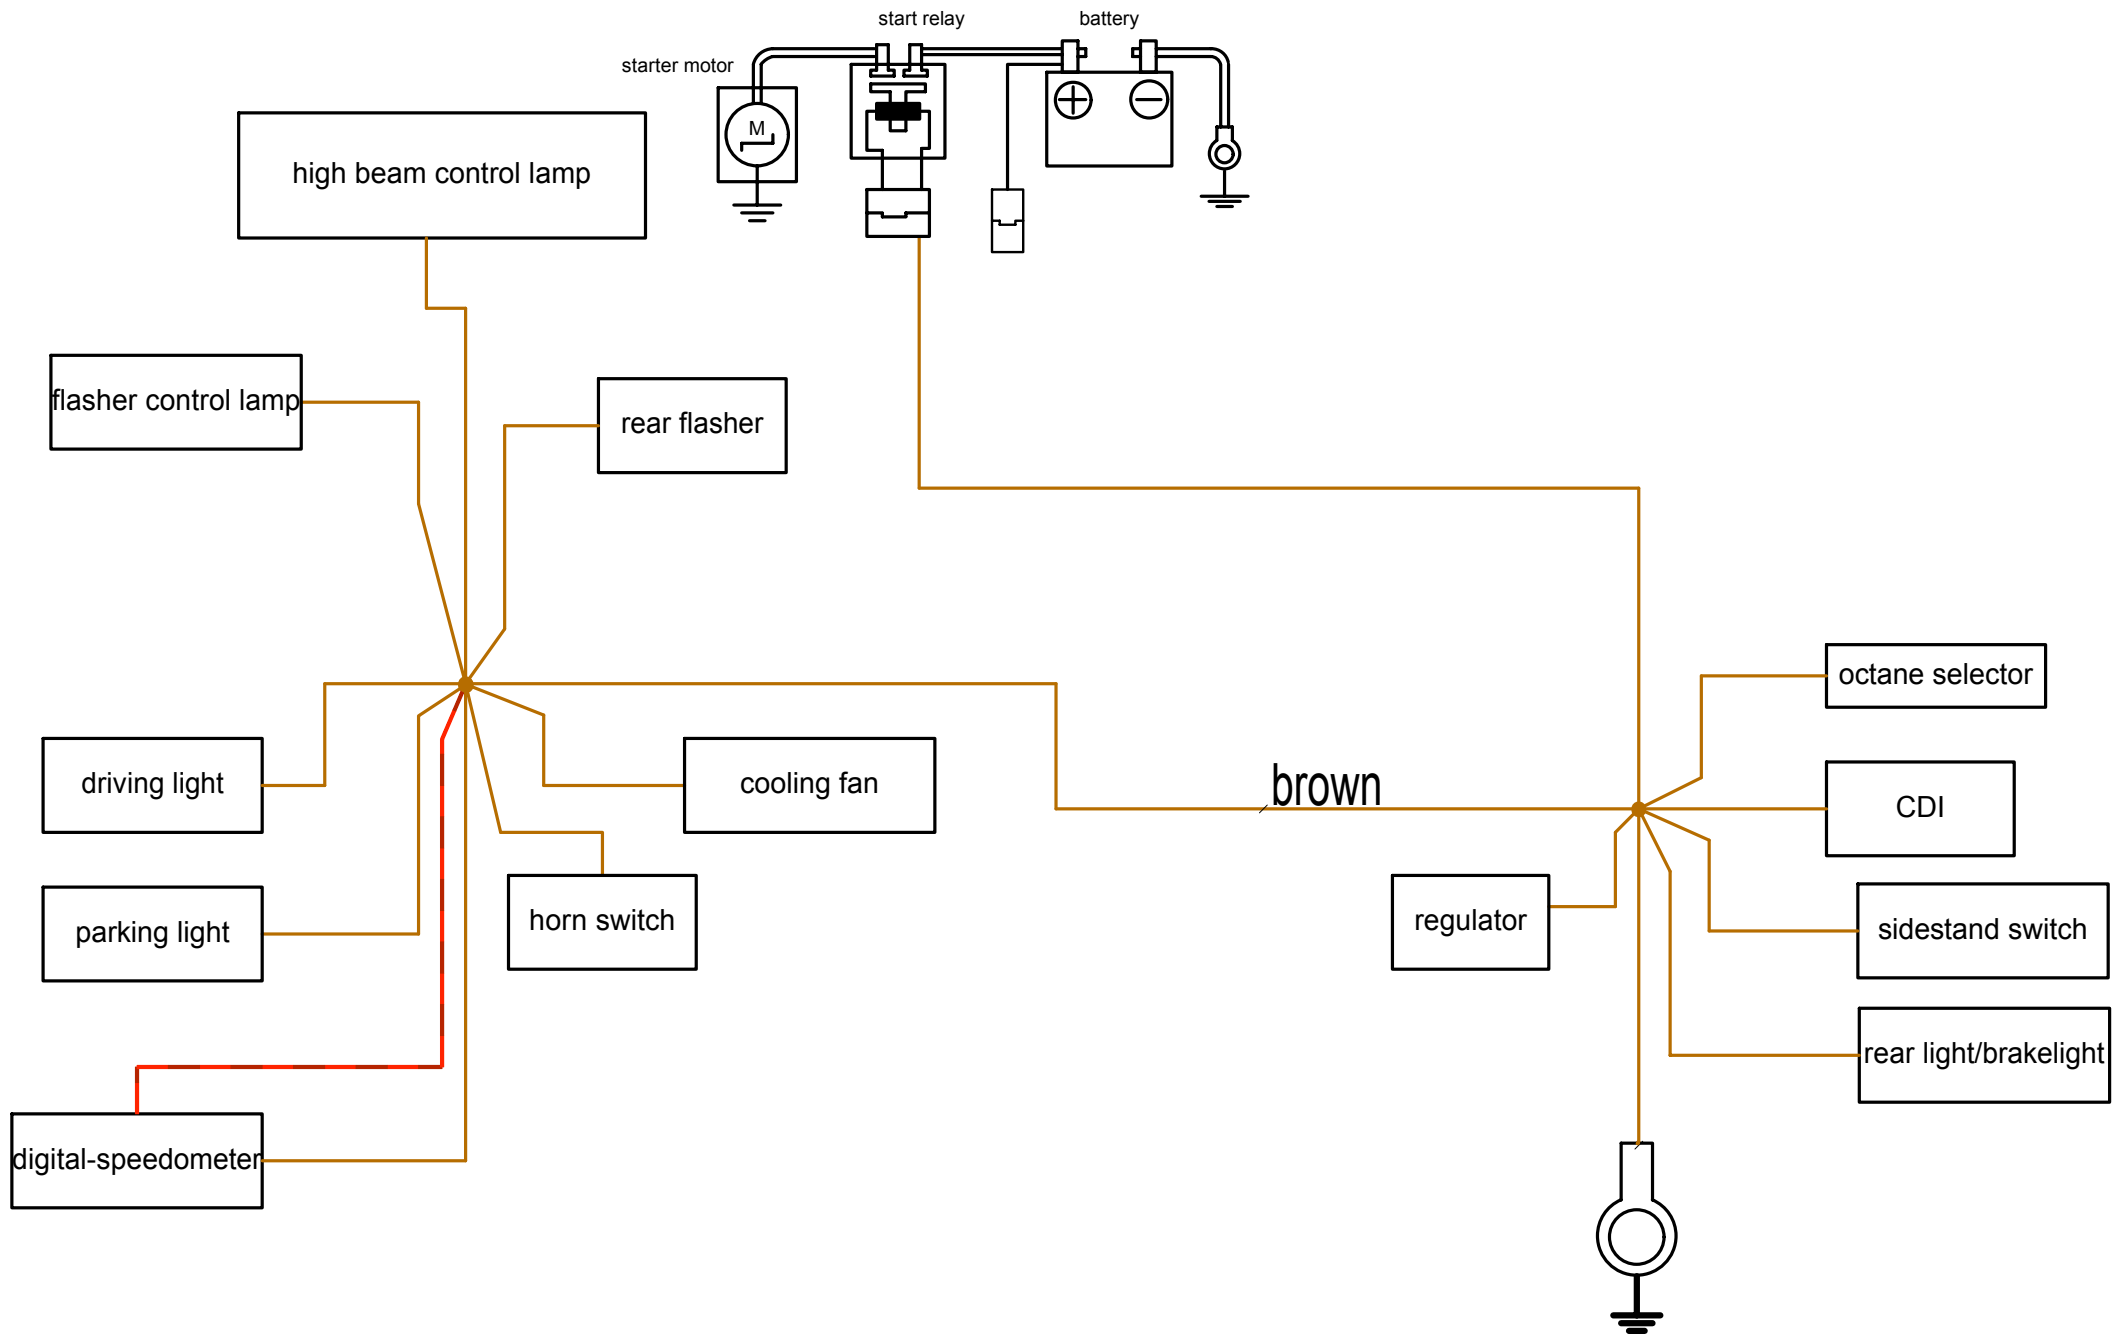 start relay
battery
starter motor
M
high beam control lamp
flasher control lamp
rear flasher
octane selector
driving light
cooling fan
brown
CDI
parking light
horn switch
regulator
sidestand switch
rear light/brakelight
digital-speedometer